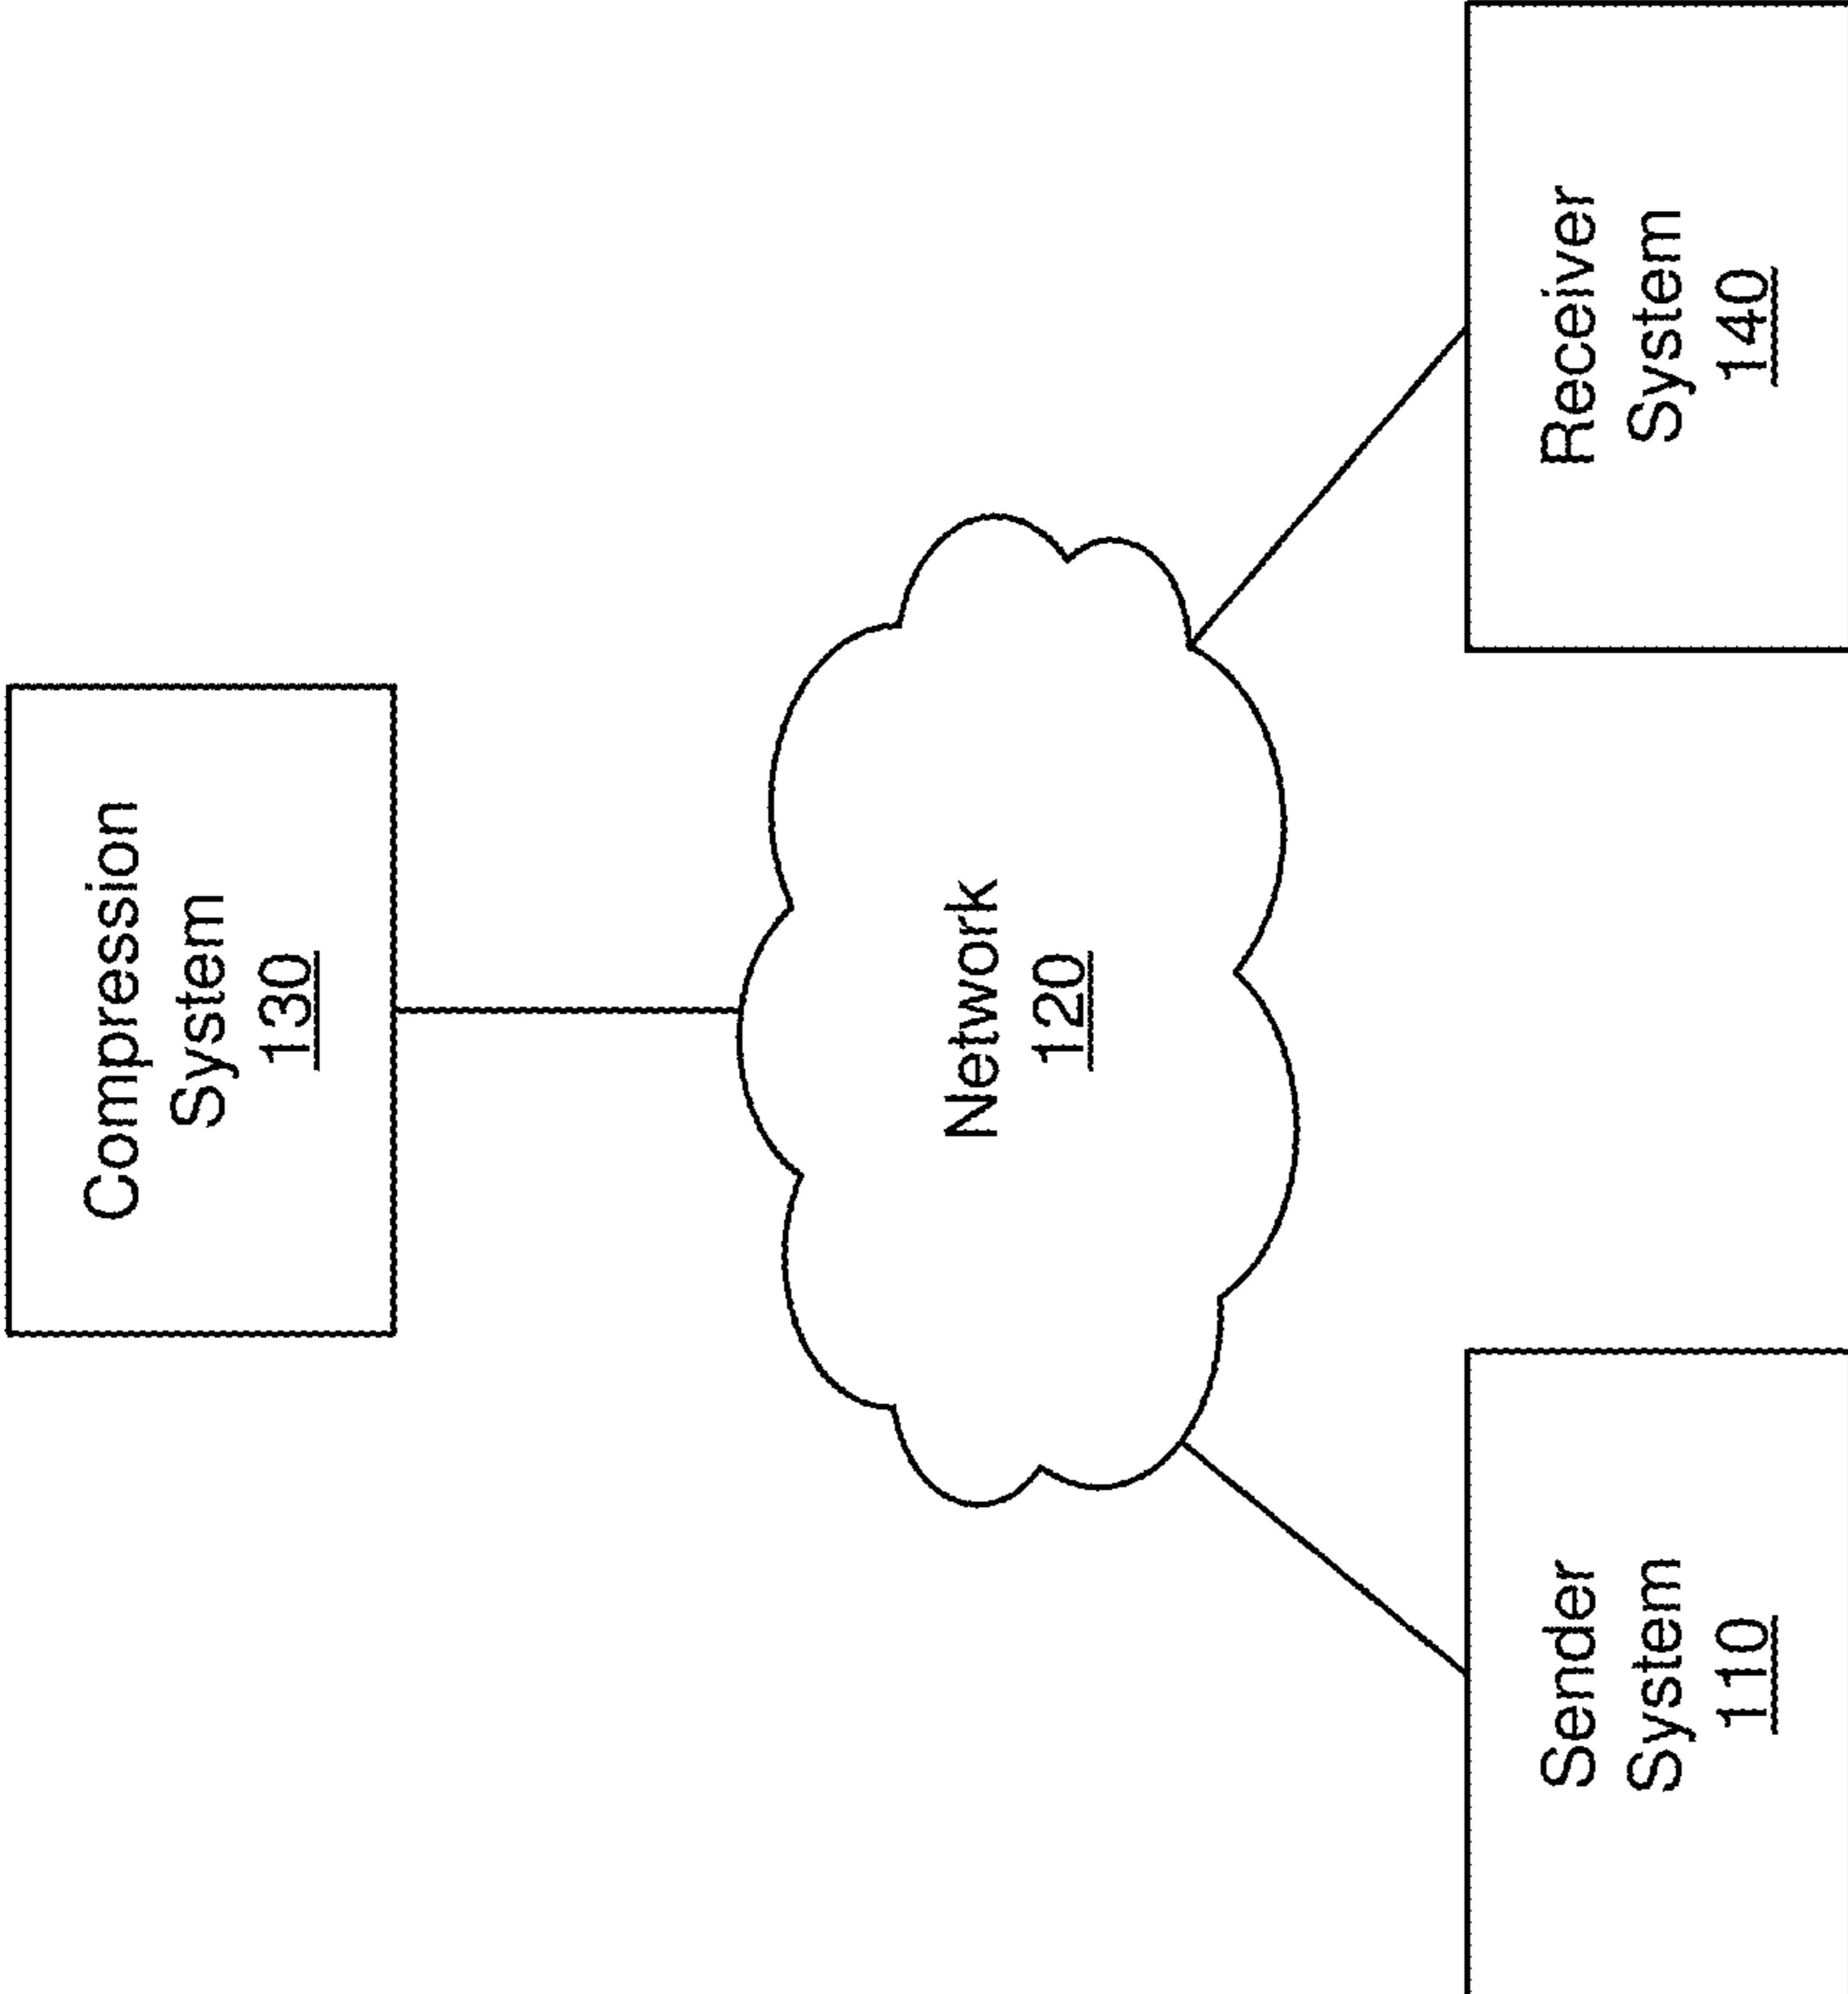 Compression
System
130
Network
120
Sender
System
110
Receiver
System
140